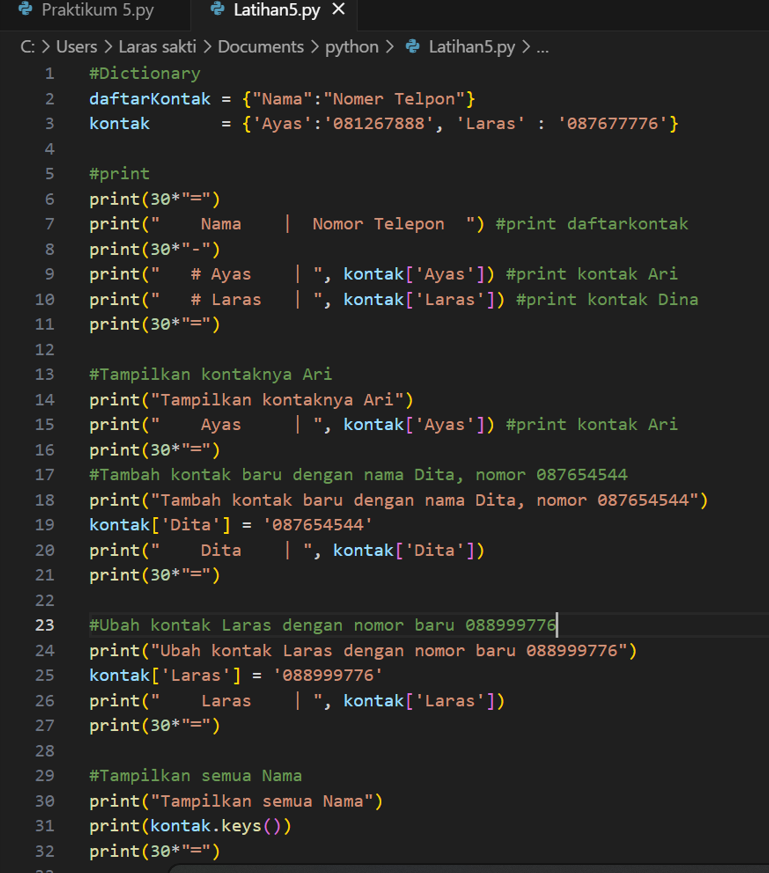 Praktikum 5.py Latihan5.py ✕
C: > Users > Laras sakti > Documents > python > Latihan5.py > ...
1 #Dictionary
2 daftarKontak = {"Nama":"Nomer Telpon"}
3 kontak       = {'Ayas':'081267888', 'Laras' : '087677776'}
4
5 #print
6 print(30*"=")
7 print("    Nama    |  Nomor Telepon  ") #print daftarkontak
8 print(30*"-")
9 print("   # Ayas    | ", kontak['Ayas']) #print kontak Ari
10 print("   # Laras   | ", kontak['Laras']) #print kontak Dina
11 print(30*"=")
12
13 #Tampilkan kontaknya Ari
14 print("Tampilkan kontaknya Ari")
15 print("    Ayas     | ", kontak['Ayas']) #print kontak Ari
16 print(30*"=")
17 #Tambah kontak baru dengan nama Dita, nomor 087654544
18 print("Tambah kontak baru dengan nama Dita, nomor 087654544")
19 kontak['Dita'] = '087654544'
20 print("    Dita    | ", kontak['Dita'])
21 print(30*"=")
22
23 #Ubah kontak Laras dengan nomor baru 088999776
24 print("Ubah kontak Laras dengan nomor baru 088999776")
25 kontak['Laras'] = '088999776'
26 print("    Laras    | ", kontak['Laras'])
27 print(30*"=")
28
29 #Tampilkan semua Nama
30 print("Tampilkan semua Nama")
31 print(kontak.keys())
32 print(30*"=")